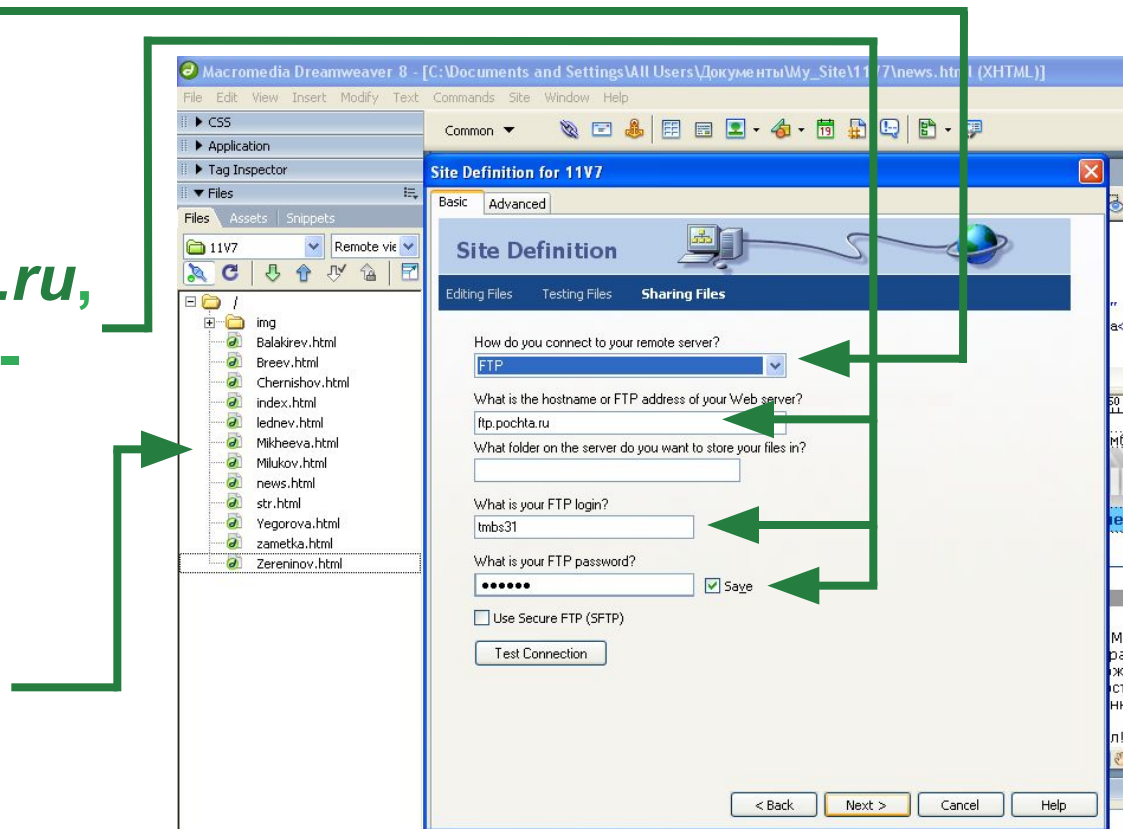 .ru,
-
Macromedia Dreamweaver 8 - [C:\Documents and Settings\All Users\Документы\My_Site\11V7\news.html (XHTML)]
File Edit View Insert Modify Text Commands Site Window Help
CSS
Application
Tag Inspector
Files
Files Assets Snippets
11V7 Remote vie
/
img
Balakirev.html
Breev.html
Chernishov.html
index.html
lednev.html
Mikheeva.html
Milukov.html
news.html
str.html
Yegorova.html
zametka.html
Zereninov.html
Common
19
Site Definition for 11V7
Basic Advanced
Site Definition
Editing Files Testing Files Sharing Files
How do you connect to your remote server?
FTP
What is the hostname or FTP address of your Web server?
ftp.pochta.ru
What folder on the server do you want to store your files in?
What is your FTP login?
tmbs31
What is your FTP password?
●●●●●●
Save
Use Secure FTP (SFTP)
Test Connection
< Back Next > Cancel Help